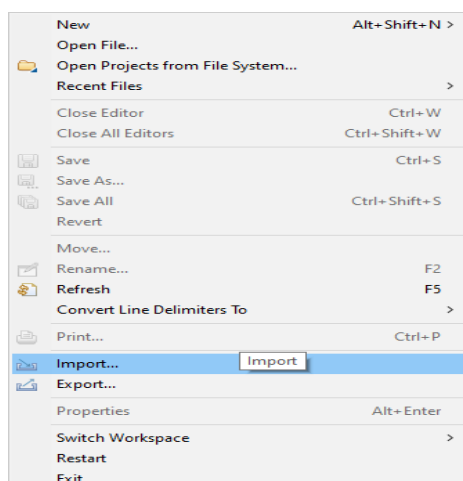 New Alt+Shift+N >
Open File...
Open Projects from File System...
Recent Files >
Close Editor Ctrl+W
Close All Editors Ctrl+Shift+W
Save Ctrl+S
Save As...
Save All Ctrl+Shift+S
Revert
Move...
Rename... F2
Refresh F5
Convert Line Delimiters To >
Print... Ctrl+P
Import... Import
Export...
Properties Alt+Enter
Switch Workspace >
Restart
Exit